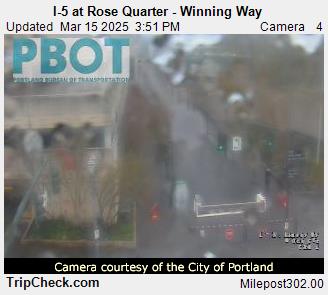 I-5 at Rose Quarter - Winning Way
Updated Mar 15 2025 3:51 PM Camera 4
PBOT
PORTLAND BUREAU OF TRANSPORTATION
Camera courtesy of the City of Portland
TripCheck.com Milepost302.00